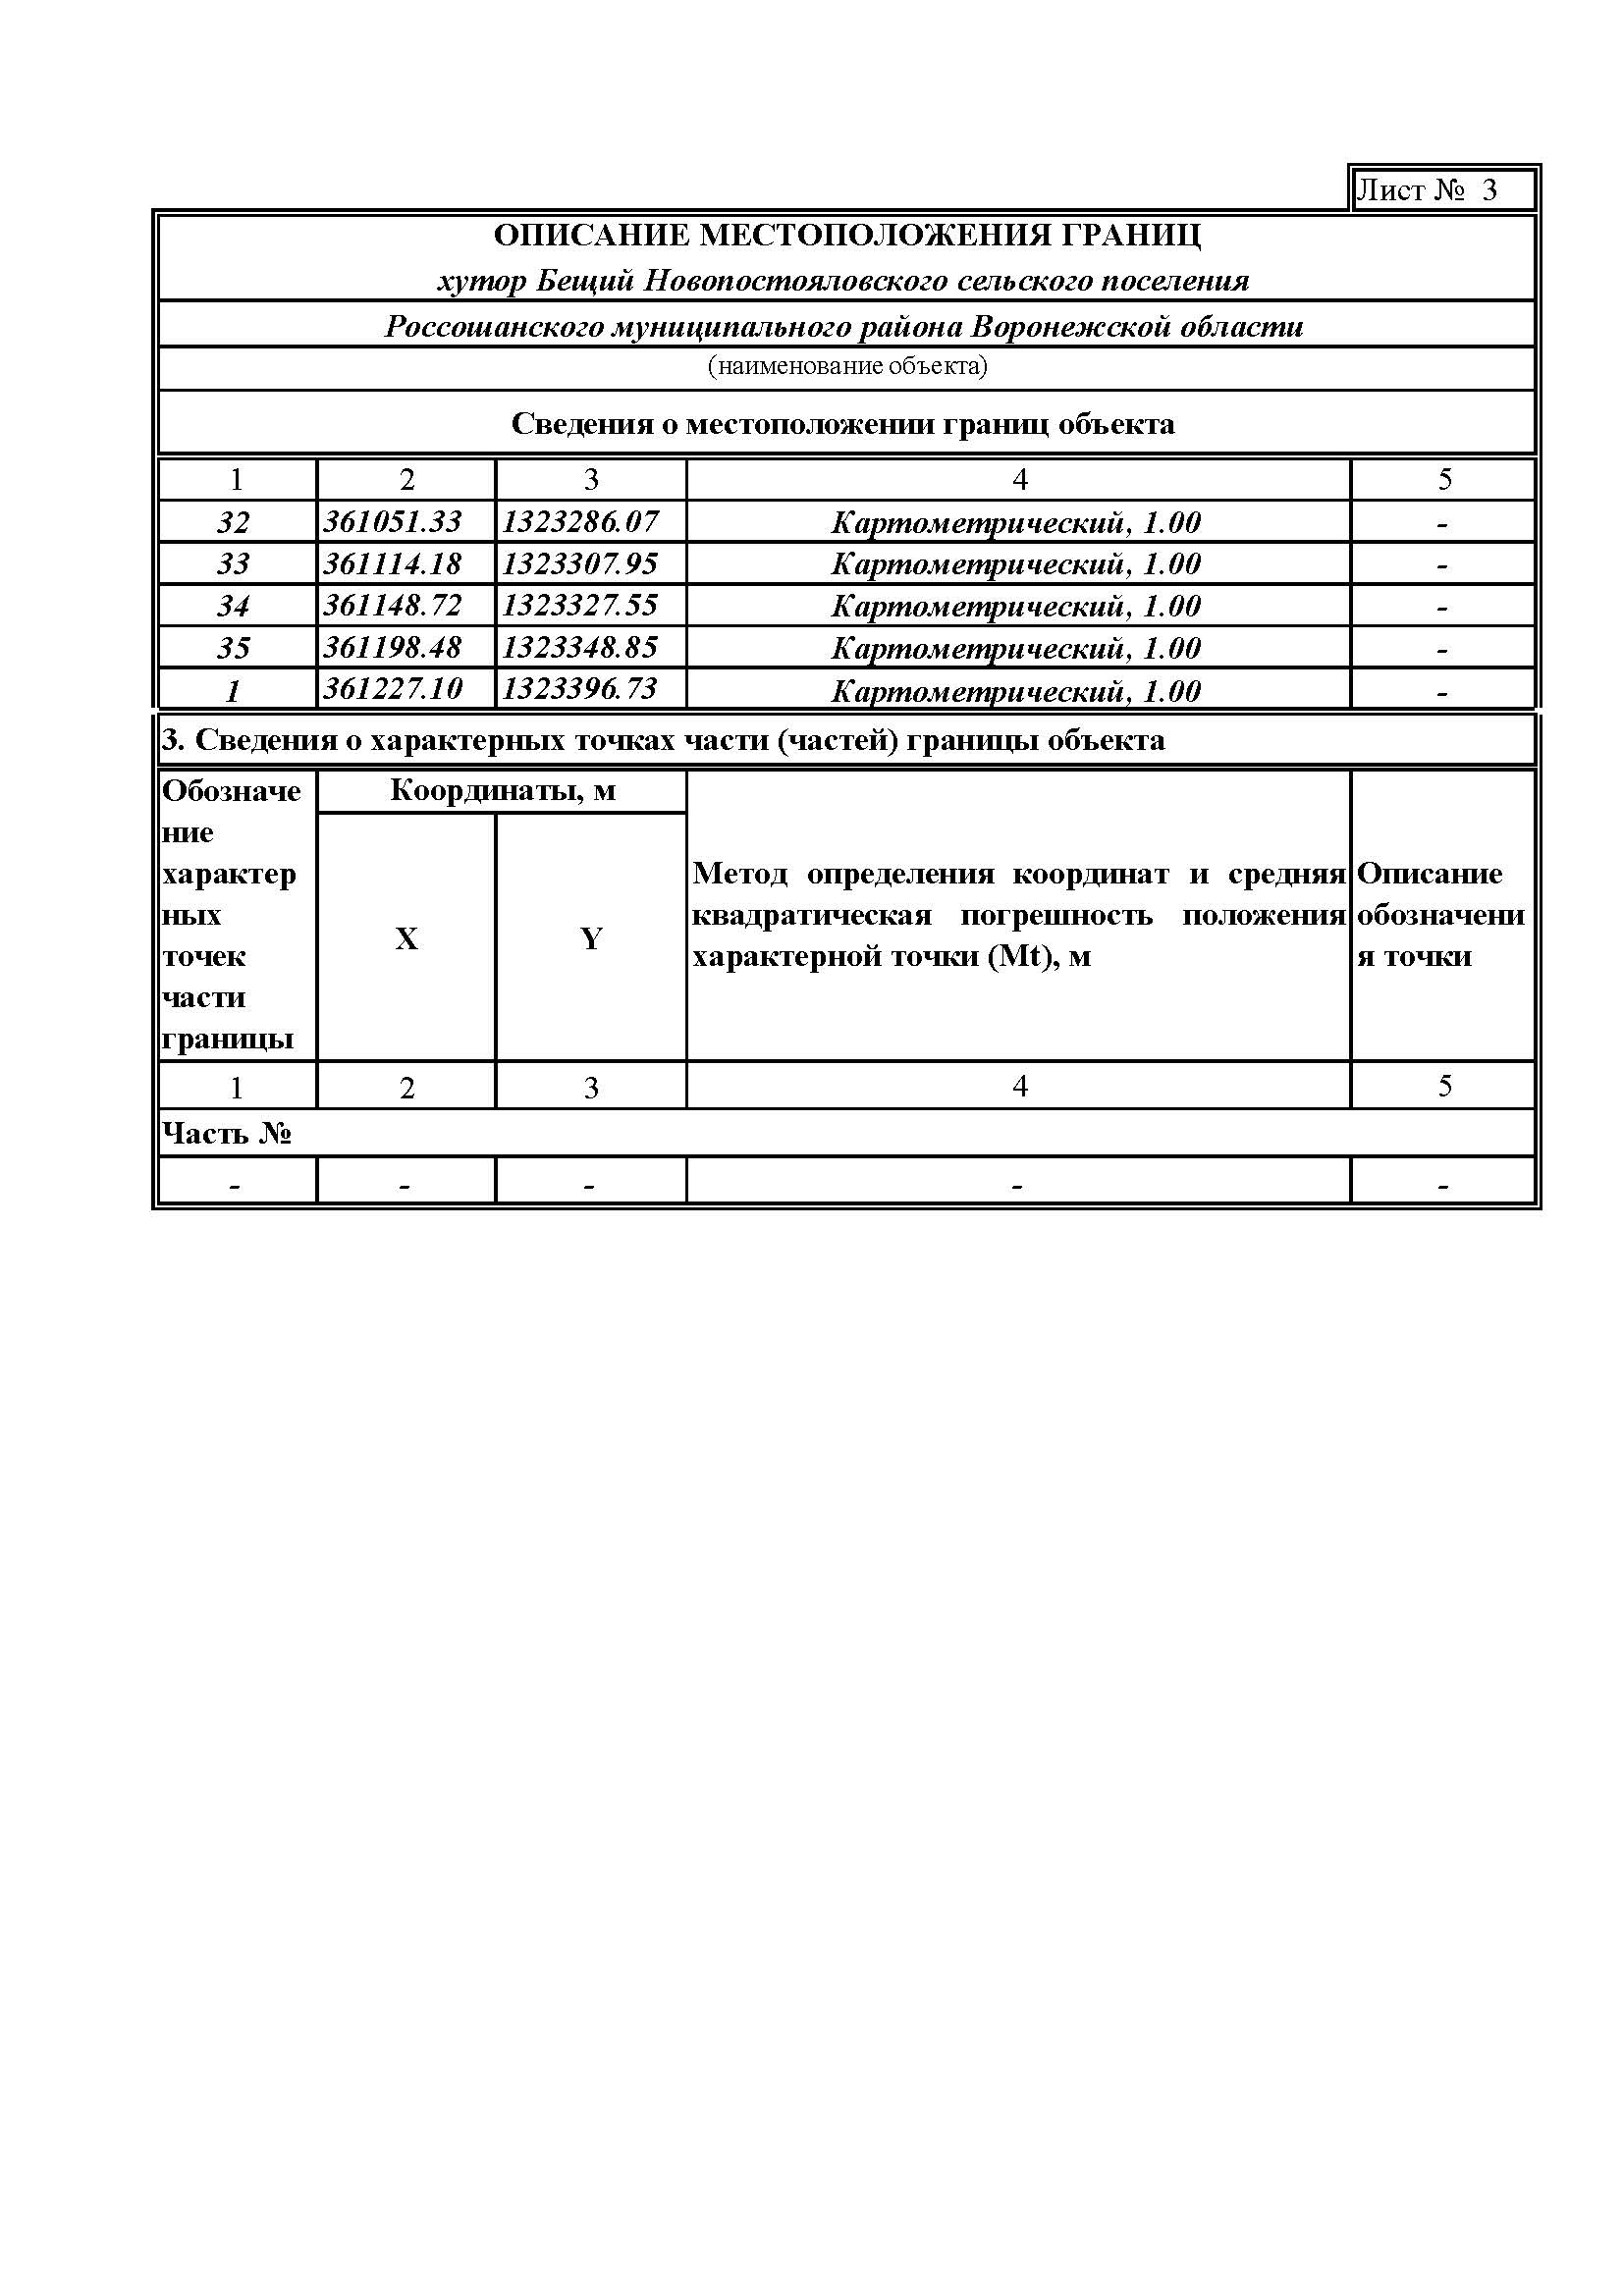 Лист № 3
ОПИСАНИЕ МЕСТОПОЛОЖЕНИЯ ГРАНИЦ
хутор Бещий Новопостояловского сельского поселения
Россошанского муниципального района Воронежской области
(наименование объекта)
Сведения о местоположении границ объекта
1 2 3 4 5
32 361051.33 1323286.07 Картометрический, 1.00 -
33 361114.18 1323307.95 Картометрический, 1.00 -
34 361148.72 1323327.55 Картометрический, 1.00 -
35 361198.48 1323348.85 Картометрический, 1.00 -
1 361227.10 1323396.73 Картометрический, 1.00 -
3. Сведения о характерных точках части (частей) границы объекта
Обозначе
ние
характер
ных
точек
части
границы
Координаты, м
X Y
Метод определения координат и средняя
квадратическая погрешность положения
характерной точки (Mt), м
Описание
обозначени
я точки
1 2 3 4 5
Часть №
- - - - -